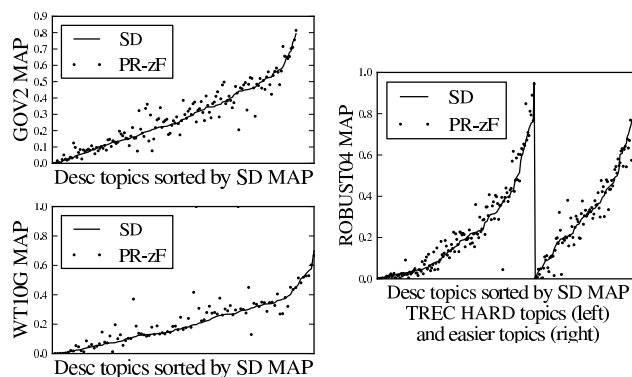 GOV2 MAP
0.9
0.8
0.7
0.6
0.5
0.4
0.3
0.2
0.1
0.0
SD
PR-zF
Desc topics sorted by SD MAP
WT10G MAP
1.0
0.8
0.6
0.4
0.2
0.0
SD
PR-zF
Desc topics sorted by SD MAP
ROBUST04 MAP
1.0
0.8
0.6
0.4
0.2
0.0
SD
PR-zF
Desc topics sorted by SD MAP
TREC HARD topics (left)
and easier topics (right)